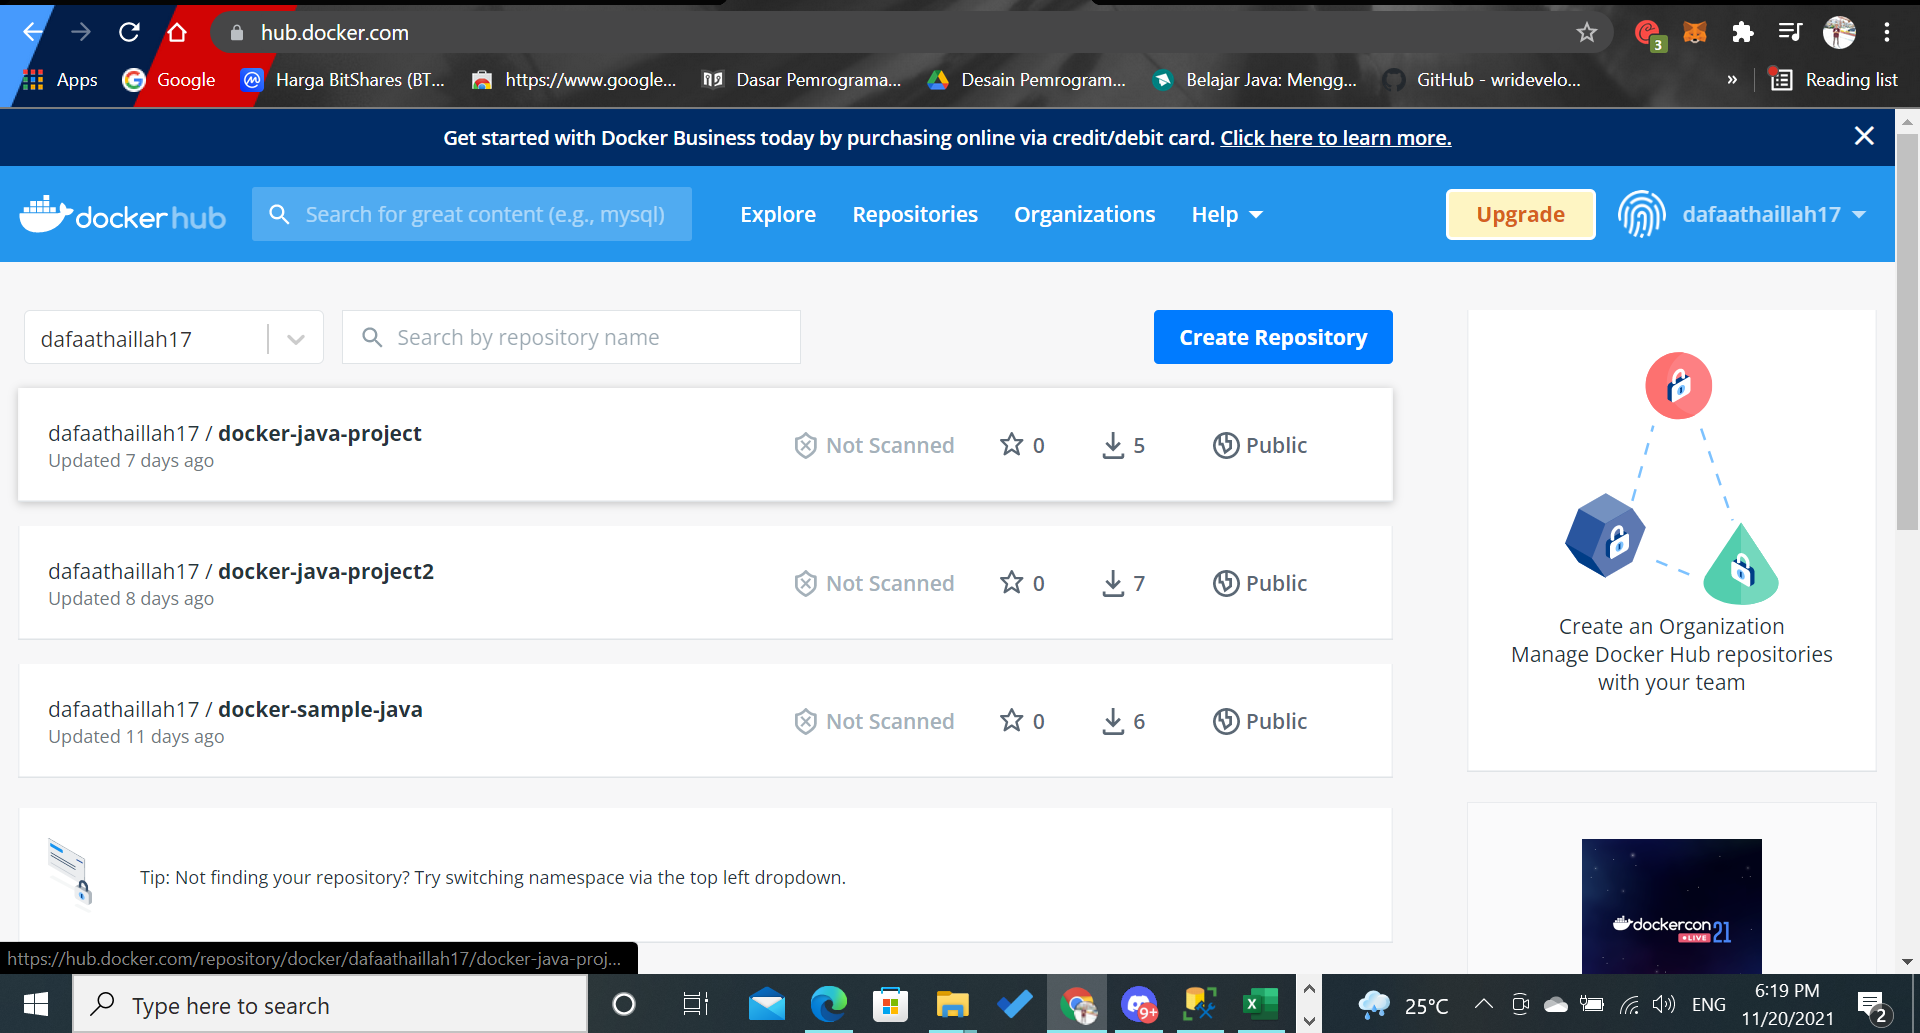 hub.docker.com
3
Apps
Google
Harga BitShares (BT...
https://www.google...
Dasar Pemrograma...
Desain Pemrogram...
Belajar Java: Mengg...
GitHub - wridevelo...
»
Reading list
Get started with Docker Business today by purchasing online via credit/debit card. Click here to learn more.
docker hub
Search for great content (e.g., mysql)
Explore
Repositories
Organizations
Help
Upgrade
dafaathaillah17
dafaathaillah17
Search by repository name
Create Repository
dafaathaillah17 / docker-java-project
Updated 7 days ago
Not Scanned
0
5
Public
dafaathaillah17 / docker-java-project2
Updated 8 days ago
Not Scanned
0
7
Public
dafaathaillah17 / docker-sample-java
Updated 11 days ago
Not Scanned
0
6
Public
Tip: Not finding your repository? Try switching namespace via the top left dropdown.
Create an Organization
Manage Docker Hub repositories
with your team
dockercon
LIVE
21
https://hub.docker.com/repository/docker/dafaathaillah17/docker-java-proj...
Type here to search
9+
25°C
ENG
6:19 PM
11/20/2021
2